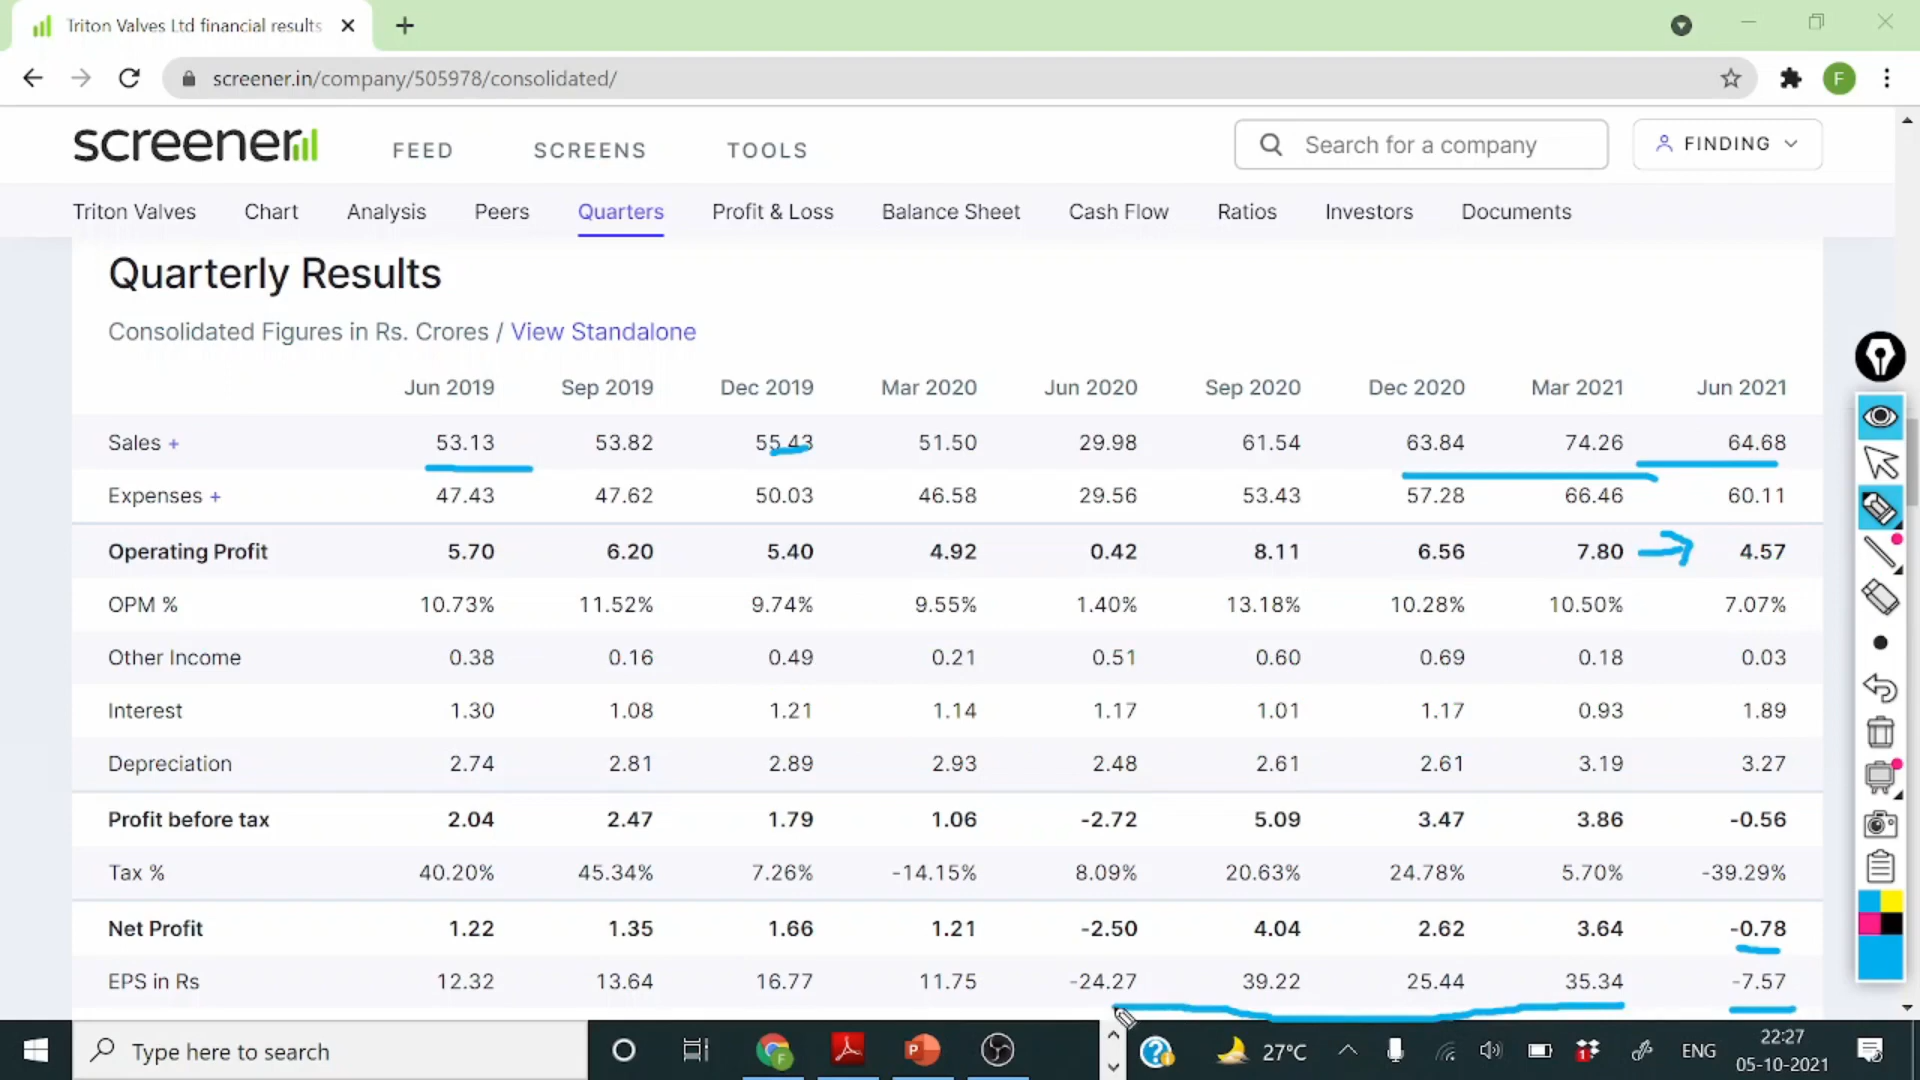 Triton Valves Ltd financial results
screener.in/company/505978/consolidated/
F
screener
FEED SCREENS TOOLS
Search for a company
FINDING
Triton Valves Chart Analysis Peers Quarters Profit & Loss Balance Sheet Cash Flow Ratios Investors Documents
Quarterly Results
Consolidated Figures in Rs. Crores / View Standalone
Jun 2019 Sep 2019 Dec 2019 Mar 2020 Jun 2020 Sep 2020 Dec 2020 Mar 2021 Jun 2021
Sales + 53.13 53.82 55.43 51.50 29.98 61.54 63.84 74.26 64.68
Expenses + 47.43 47.62 50.03 46.58 29.56 53.43 57.28 66.46 60.11
Operating Profit 5.70 6.20 5.40 4.92 0.42 8.11 6.56 7.80 4.57
OPM % 10.73% 11.52% 9.74% 9.55% 1.40% 13.18% 10.28% 10.50% 7.07%
Other Income 0.38 0.16 0.49 0.21 0.51 0.60 0.69 0.18 0.03
Interest 1.30 1.08 1.21 1.14 1.17 1.01 1.17 0.93 1.89
Depreciation 2.74 2.81 2.89 2.93 2.48 2.61 2.61 3.19 3.27
Profit before tax 2.04 2.47 1.79 1.06 -2.72 5.09 3.47 3.86 -0.56
Tax % 40.20% 45.34% 7.26% -14.15% 8.09% 20.63% 24.78% 5.70% -39.29%
Net Profit 1.22 1.35 1.66 1.21 -2.50 4.04 2.62 3.64 -0.78
EPS in Rs 12.32 13.64 16.77 11.75 -24.27 39.22 25.44 35.34 -7.57
Type here to search
27°C
ENG
22:27
05-10-2021